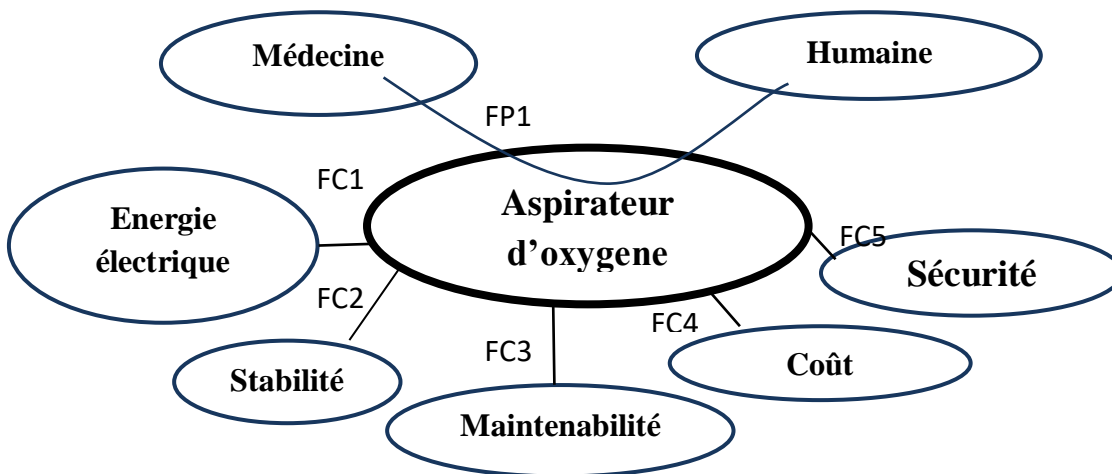 Médecine
Humaine
FP1
FC1
Energie
électrique
Aspirateur
d'oxygene
FC5
Sécurité
FC2
FC4
FC3
Stabilité
Coût
Maintenabilité